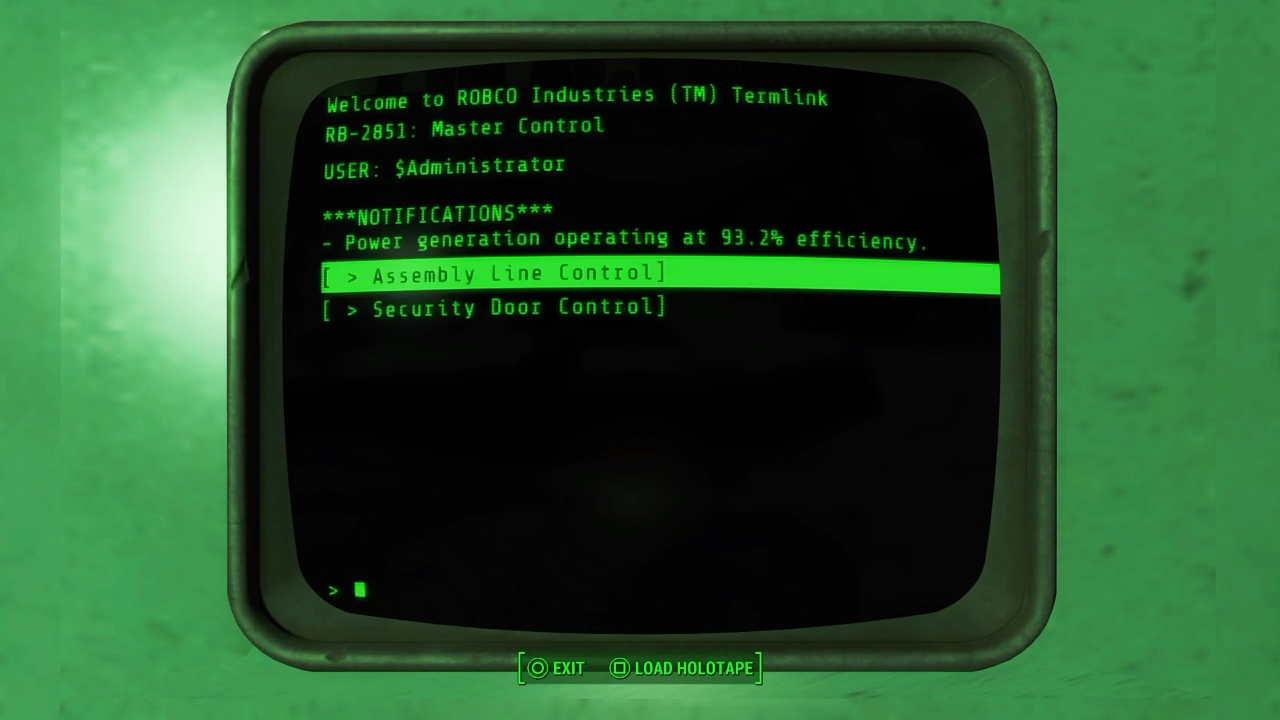 Welcome to ROBCO Industries (TM) Termlink
RB-2851: Master Control
USER: $Administrator
***NOTIFICATIONS***
- Power generation operating at 93.2% efficiency.
[ > Assembly Line Control]
[ > Security Door Control]
>
EXIT LOAD HOLOTAPE